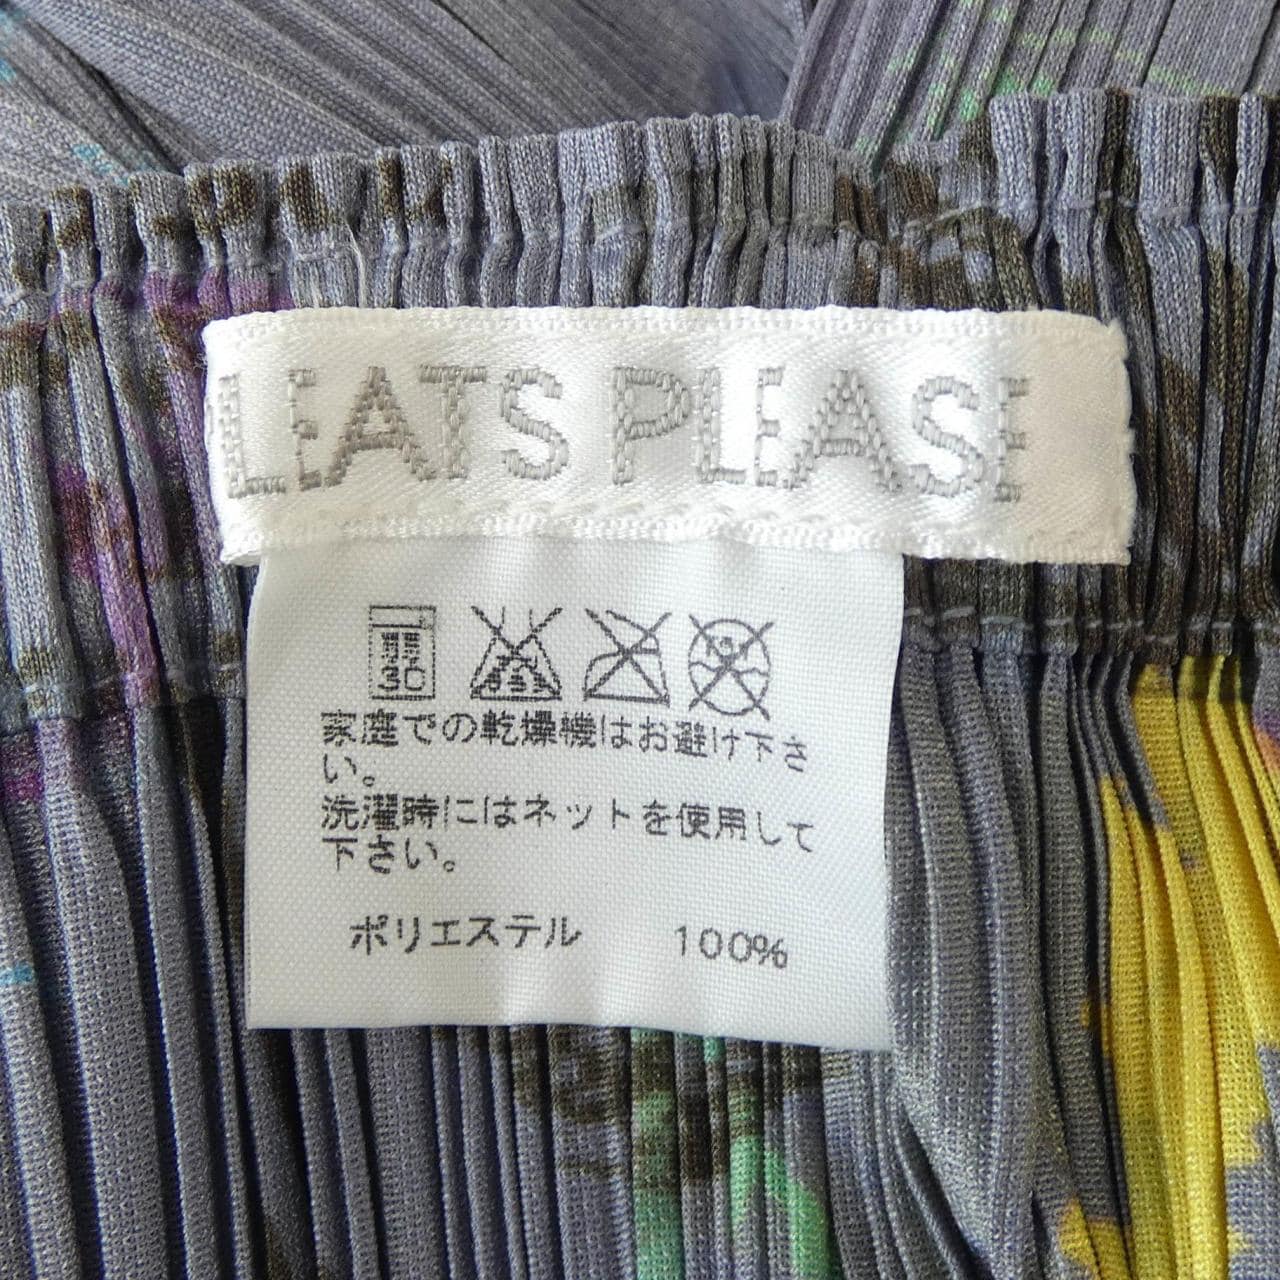 LEATS PLEASE
弱
30
家庭での乾燥機はお避け下さ
い。
洗濯時にはネットを使用して
下さい。
ポリエステル 100%